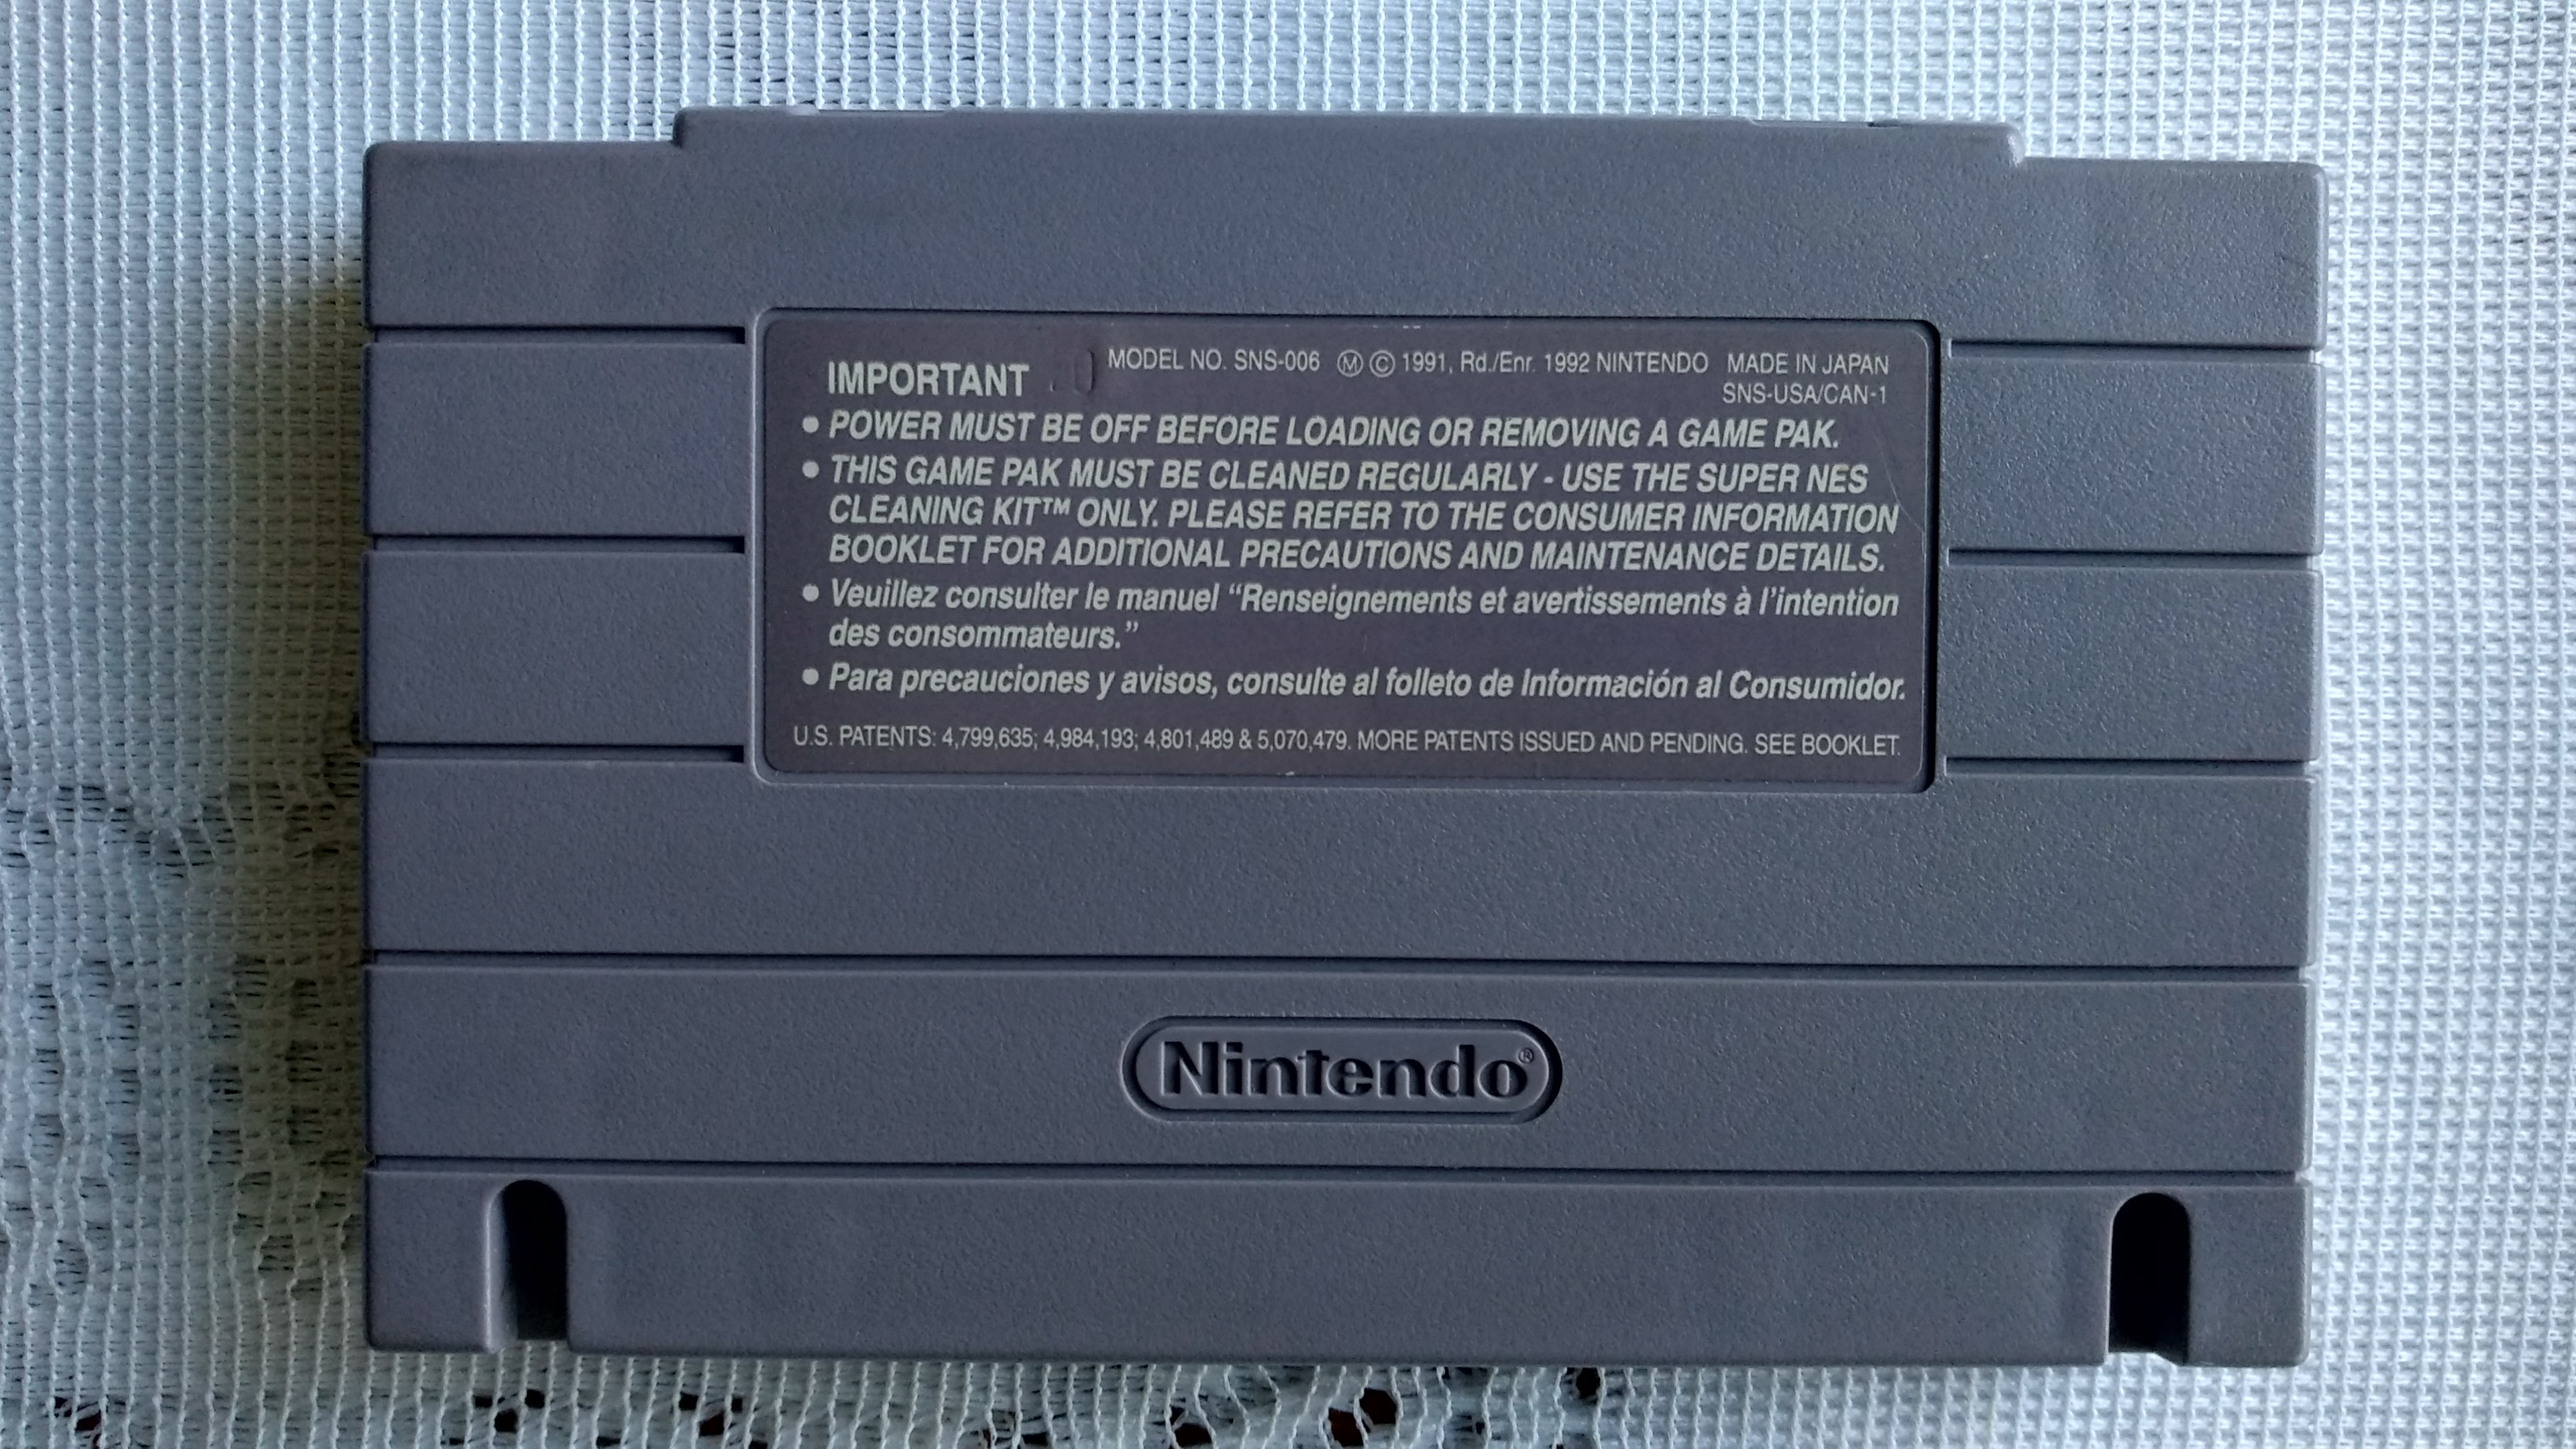 IMPORTANT MODEL NO. SNS-006 Ⓜ © 1991, Rd./Enr. 1992 NINTENDO MADE IN JAPAN
SNS-USA/CAN-1
● POWER MUST BE OFF BEFORE LOADING OR REMOVING A GAME PAK.
● THIS GAME PAK MUST BE CLEANED REGULARLY - USE THE SUPER NES
CLEANING KIT™ ONLY. PLEASE REFER TO THE CONSUMER INFORMATION
BOOKLET FOR ADDITIONAL PRECAUTIONS AND MAINTENANCE DETAILS.
● Veuillez consulter le manuel “Renseignements et avertissements à l’intention
des consommateurs.”
● Para precauciones y avisos, consulte al folleto de Información al Consumidor.
U.S. PATENTS: 4,799,635; 4,984,193; 4,801,489 & 5,070,479. MORE PATENTS ISSUED AND PENDING. SEE BOOKLET.
Nintendo®